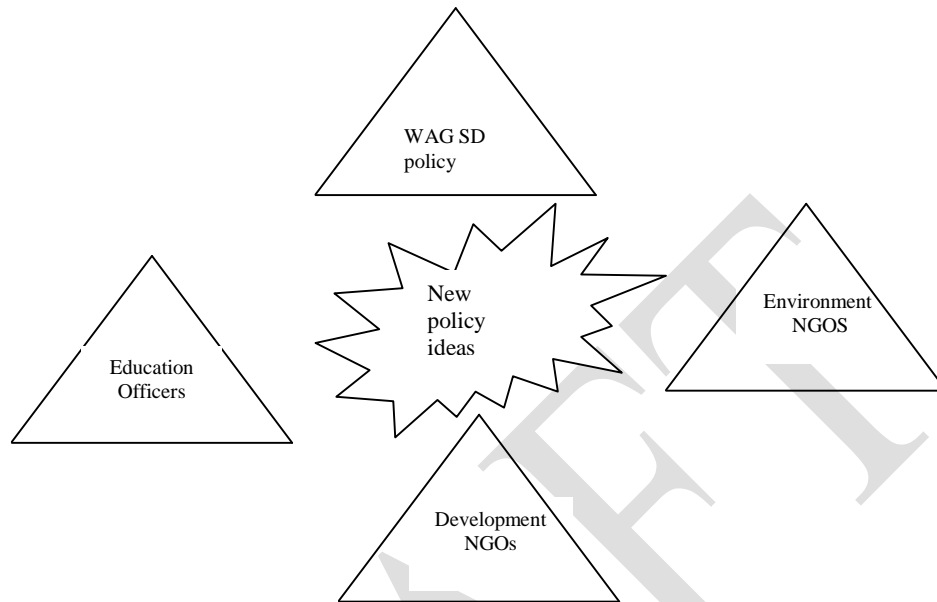 WAG SD
policy
New
policy
ideas
Environment
NGOS
Education
Officers
Development
NGOs